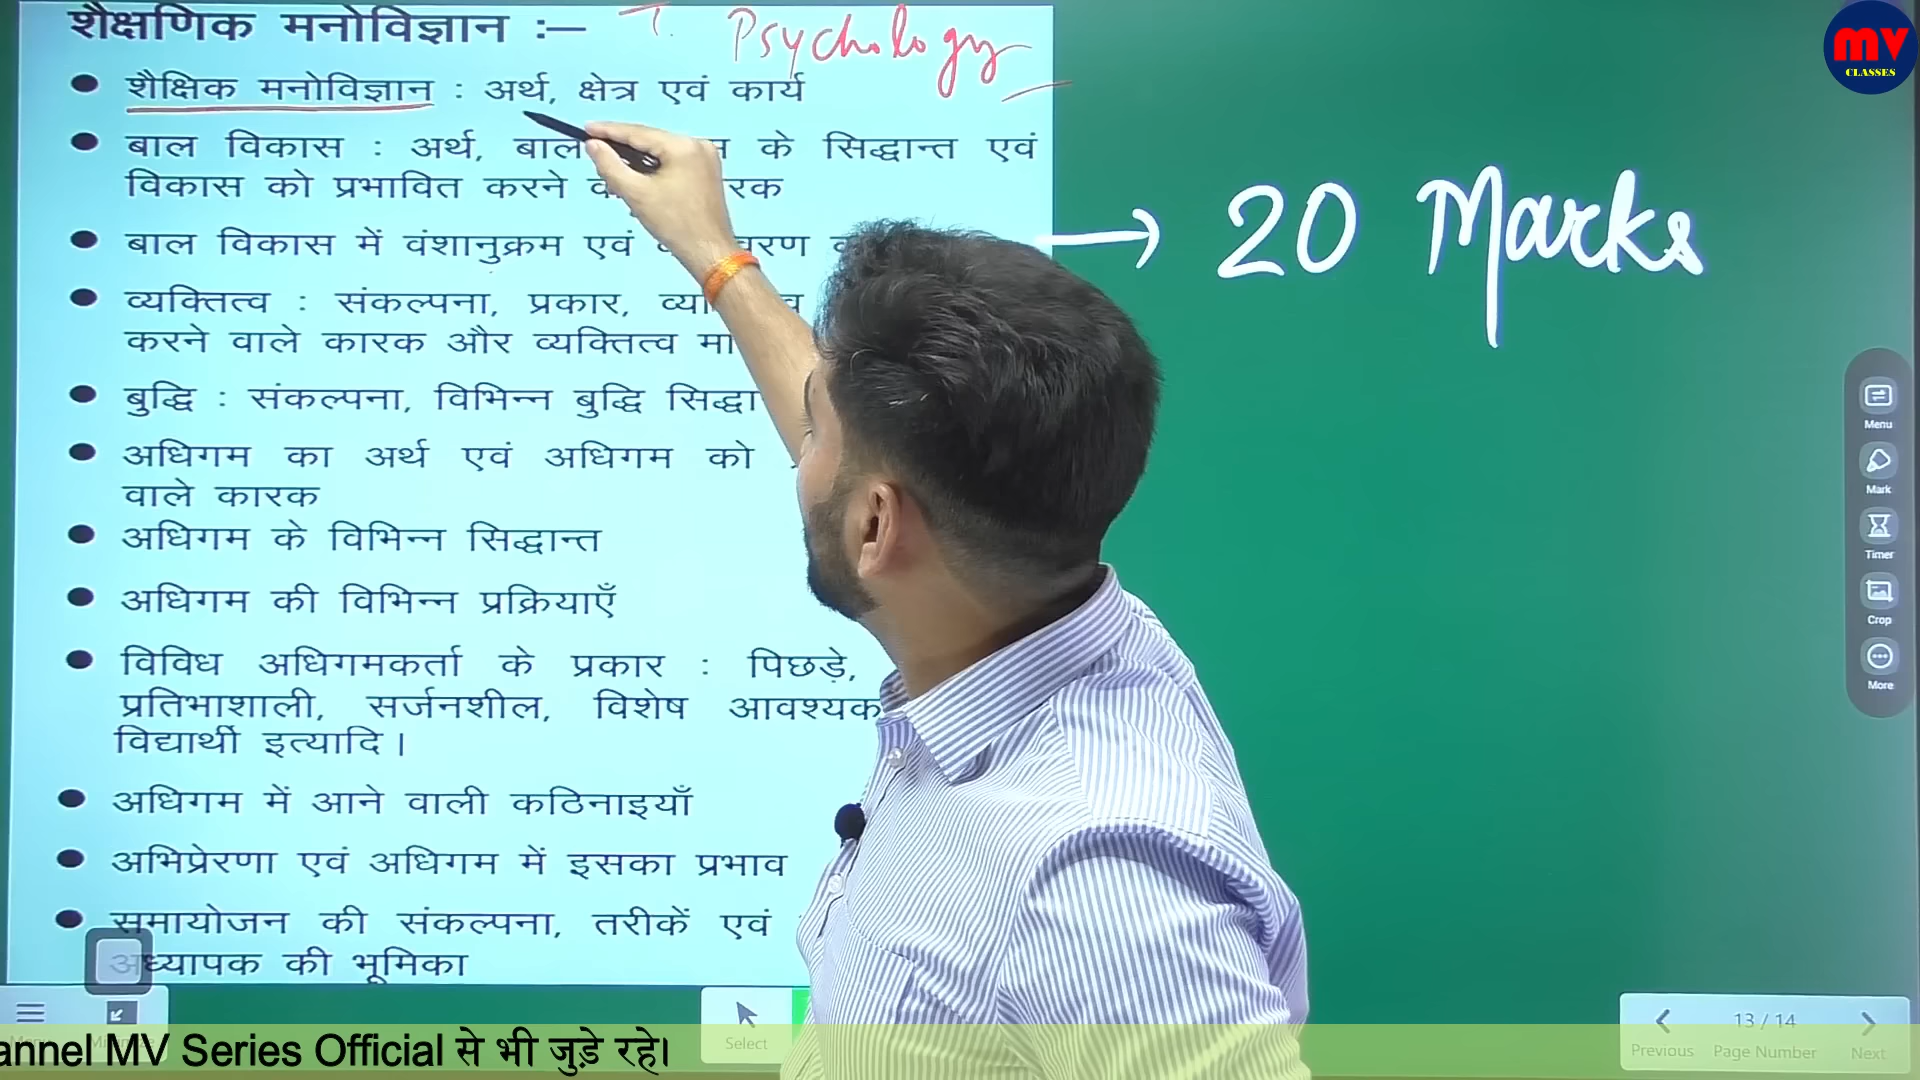 शैक्षणिक मनोविज्ञान :—
T. Psychology
● शैक्षिक मनोविज्ञान : अर्थ, क्षेत्र एवं कार्य
● बाल विकास : अर्थ, बाल के सिद्धान्त एवं
विकास को प्रभावित करने
● बाल विकास में वंशानुक्रम एवं
● व्यक्तित्व : संकल्पना, प्रकार,
करने वाले कारक और व्यक्तित्व
● बुद्धि : संकल्पना, विभिन्न बुद्धि
● अधिगम का अर्थ एवं अधिगम को
वाले कारक
● अधिगम के विभिन्न सिद्धान्त
● अधिगम की विभिन्न प्रक्रियाएँ
● विविध अधिगमकर्ता के प्रकार : पिछड़े,
प्रतिभाशाली, सर्जनशील, विशेष
विद्यार्थी इत्यादि।
● अधिगम में आने वाली कठिनाइयाँ
● अभिप्रेरणा एवं अधिगम में इसका प्रभाव
● समायोजन की संकल्पना, तरीकें एवं
अध्यापक की भूमिका
→ 20 Marks
MV
CLASSES
Menu
Mark
Timer
Crop
More
Select
13 / 14
Previous Page Number Next
annel MV Series Official से भी जुड़े रहे।